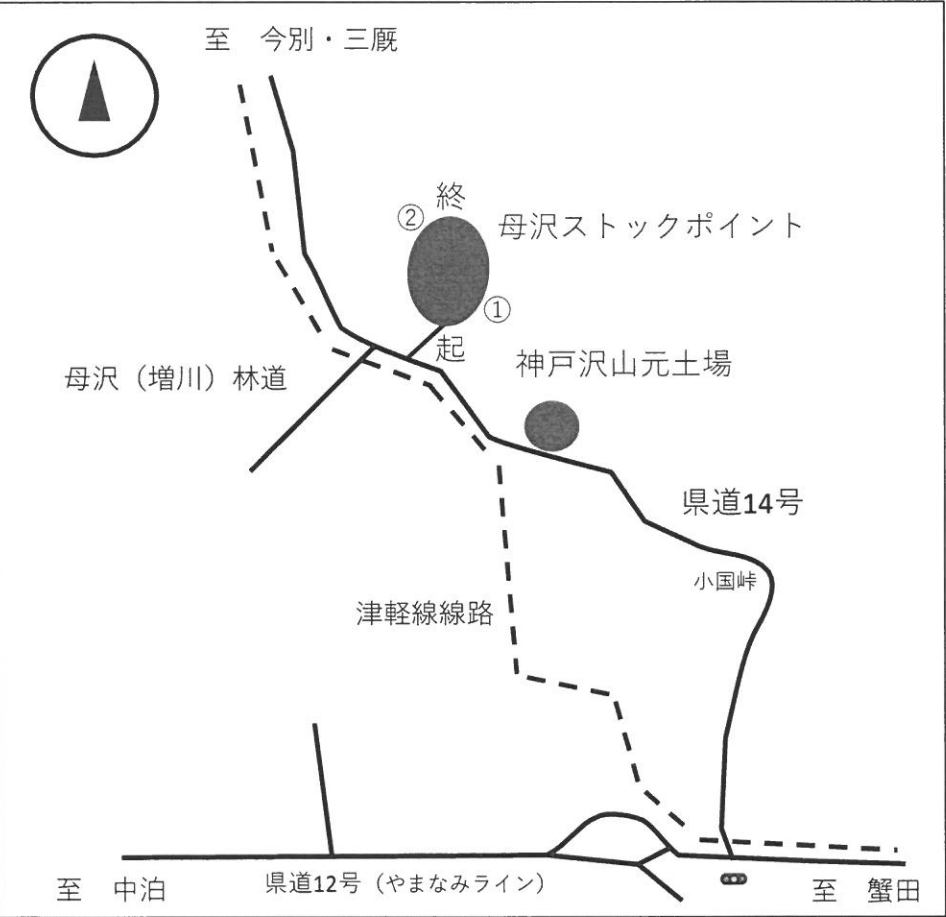 至 今別・三厩
終
②
母沢ストックポイント
①
起
神戸沢山元土場
母沢（増川）林道
県道14号
小国峠
津軽線線路
県道12号（やまなみライン）
至 中泊
至 蟹田